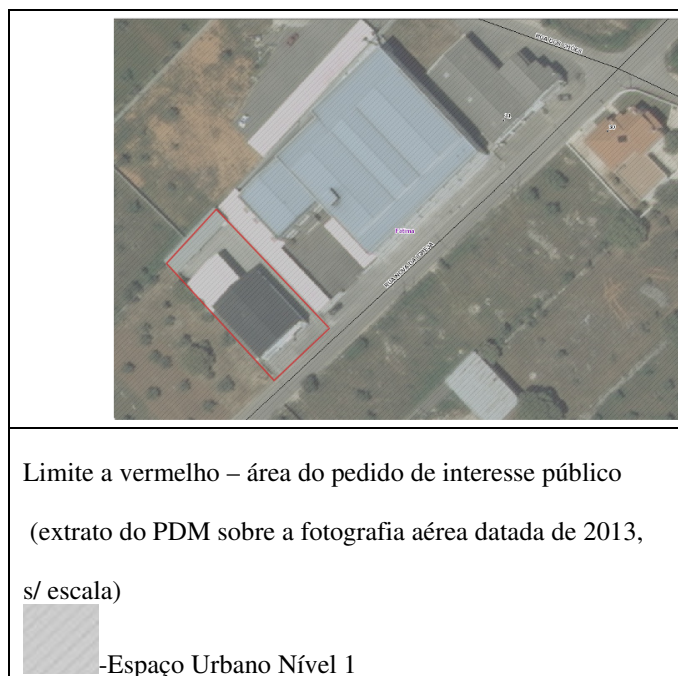 Fátima
Limite a vermelho – área do pedido de interesse público
(extrato do PDM sobre a fotografia aérea datada de 2013,
s/ escala)
-Espaço Urbano Nível 1